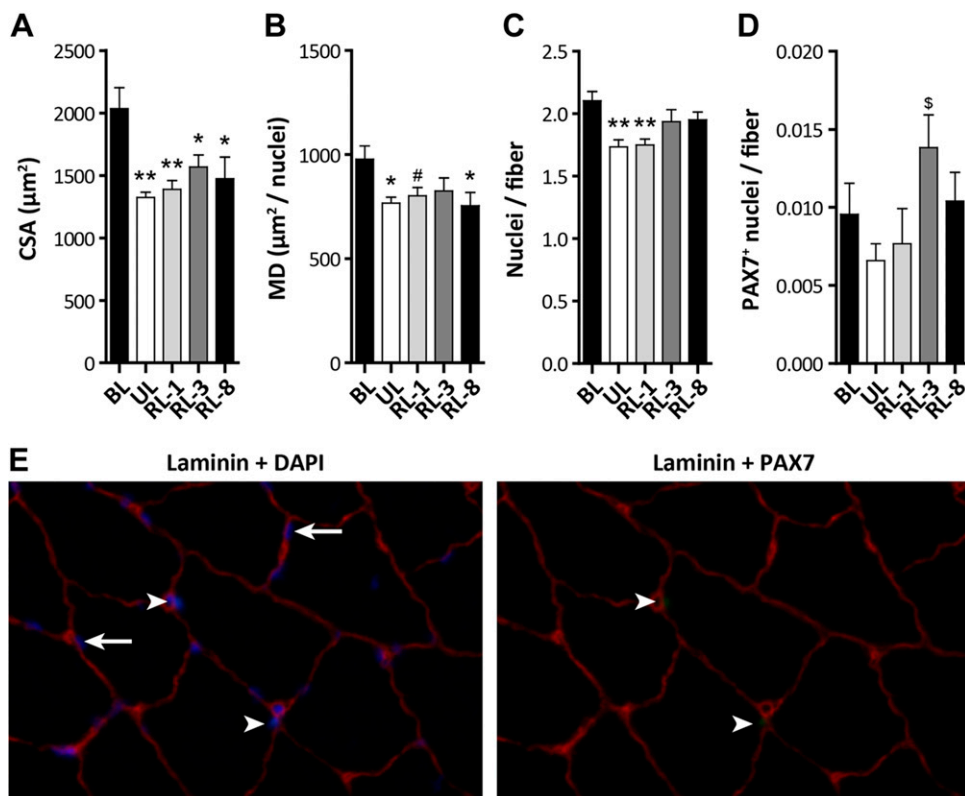 A
CSA (µm²)
2500
2000
1500
1000
500
0
**
**
*
*
BL
UL
RL-1
RL-3
RL-8
B
MD (µm² / nuclei)
1500
1000
500
0
*
#
*
BL
UL
RL-1
RL-3
RL-8
C
Nuclei / fiber
2.5
2.0
1.5
1.0
0.5
0.0
**
**
BL
UL
RL-1
RL-3
RL-8
D
PAX7⁺ nuclei / fiber
0.020
0.015
0.010
0.005
0.000
$
BL
UL
RL-1
RL-3
RL-8
E
Laminin + DAPI
Laminin + PAX7